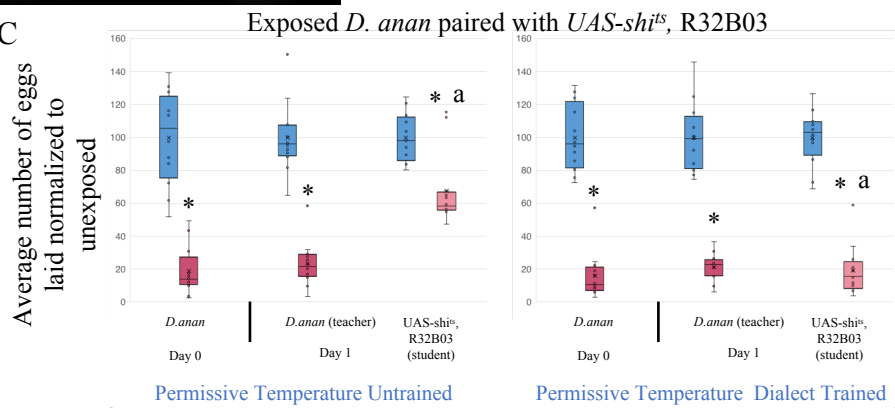 C
Exposed D. anan paired with UAS-shiᵗˢ, R32B03
Average number of eggs
laid normalized to
unexposed
160
140
120
100
80
60
40
20
0
*
*
* a
D.anan
D.anan (teacher)
UAS-shiᵗˢ,
R32B03
(student)
Day 0
Day 1
Permissive Temperature Untrained
160
140
120
100
80
60
40
20
0
*
*
* a
D.anan
D.anan (teacher)
UAS-shiᵗˢ,
R32B03
(student)
Day 0
Day 1
Permissive Temperature Dialect Trained